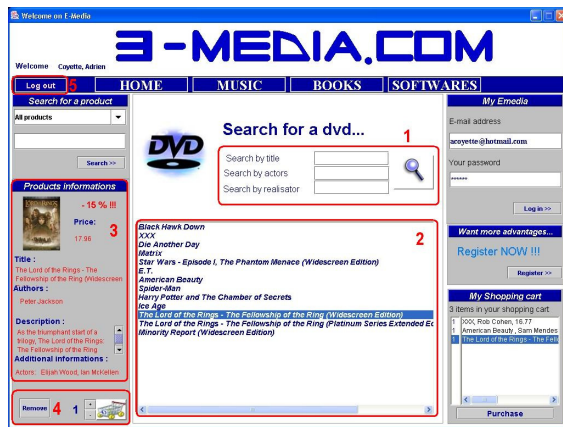 Welcome on E-Media
E-MEDIA.COM
Welcome Coyette, Adrien
Log out
5
HOME
MUSIC
BOOKS
SOFTWARES
Search for a product
All products
Search >>
Products informations
- 15 % !!!
Price:
3
17.96
Title :
The Lord of the Rings - The
Fellowship of the Ring (Widescreen
Authors :
Peter Jackson
Description :
As the triumphant start of a
trilogy, The Lord of the Rings:
The Fellowship of the Ring
Additional informations :
Actors: Elijah Wood, Ian McKellen
Remove
4
1
+
-
DVD
Search for a dvd...
1
Search by title
Search by actors
Search by realisator
2
Black Hawk Down
XXX
Die Another Day
Matrix
Star Wars - Episode I, The Phantom Menace (Widescreen Edition)
E.T.
American Beauty
Spider-Man
Harry Potter and The Chamber of Secrets
Ice Age
The Lord of the Rings - The Fellowship of the Ring (Widescreen Edition)
The Lord of the Rings - The Fellowship of the Ring (Platinum Series Extended Ec
Minority Report (Widescreen Edition)
My Emedia
E-mail address
acoyette@hotmail.com
Your password
******
Log in >>
Want more advantages...
Register NOW !!!
Register >>
My Shopping cart
3 items in your shopping cart
1 XXX, Rob Cohen, 16.77
1 American Beauty, Sam Mendes
1 The Lord of the Rings - The Fell
Purchase